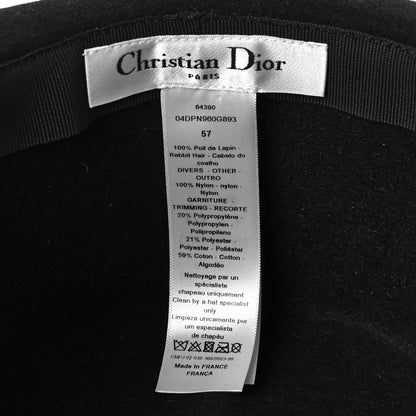 Christian Dior
PARIS
64390
04DPN960G893
57
100% Poil de Lapin -
Rebbit Hair - Cabelo do
coelho
DIVERS - OTHER -
OUTRO
100% Nylon - nylon -
Nylon
GARNITURE -
TRIMMING - RECORTE
20% Polypropylène -
Polypropylen -
Polipropileno
21% Polyester -
Polyester - Poliéster
59% Coton - Cotton -
Algodão
Nettoyage par un
spécialiste
chapeau uniquement
Clean by a hat specialist
only
Limpeza unicamente por
um especialista
de chapéu
Made in FRANCE
FRANCA